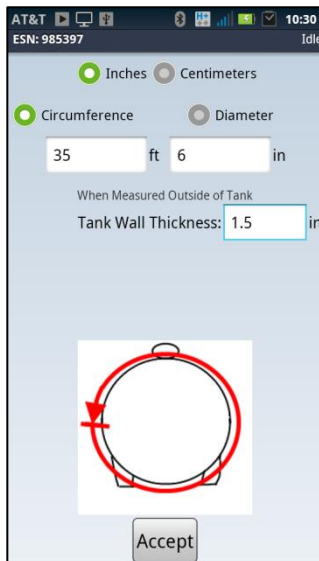 AT&T 10:30
ESN: 985397 Idle
Inches Centimeters
Circumference Diameter
35 ft 6 in
When Measured Outside of Tank
Tank Wall Thickness: 1.5 in
Accept